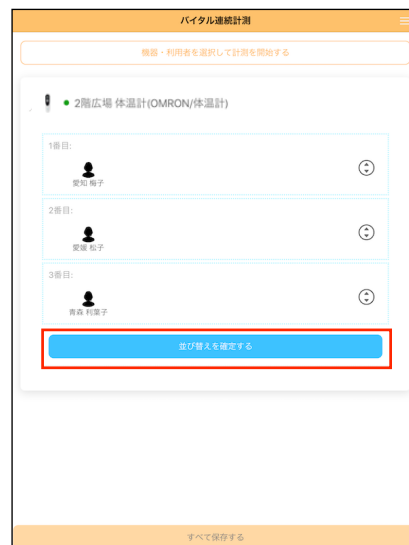 バイタル連続計測
機器・利用者を選択して計測を開始する
2階広場 体温計(OMRON/体温計)
1番目:
愛知 梅子
2番目:
愛媛 松子
3番目:
青森 利葉子
並び替えを確定する
すべて保存する